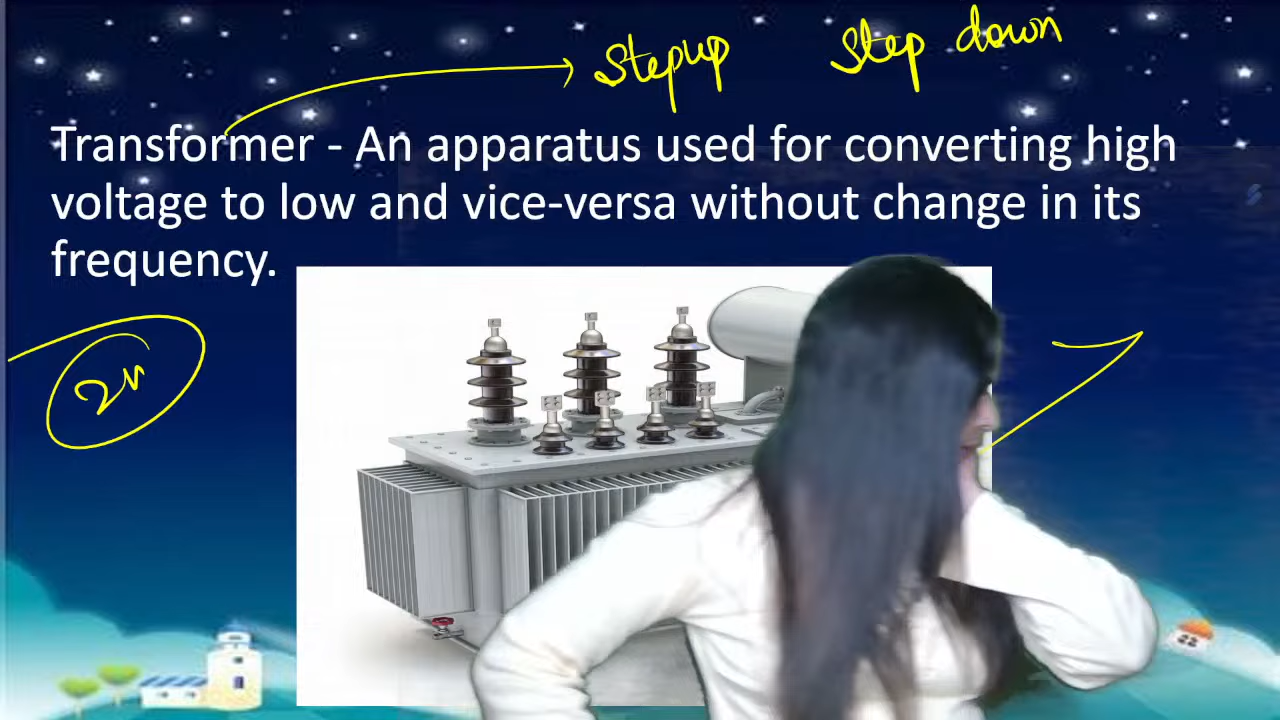 Stepup Step down
Transformer - An apparatus used for converting high
voltage to low and vice-versa without change in its
frequency.